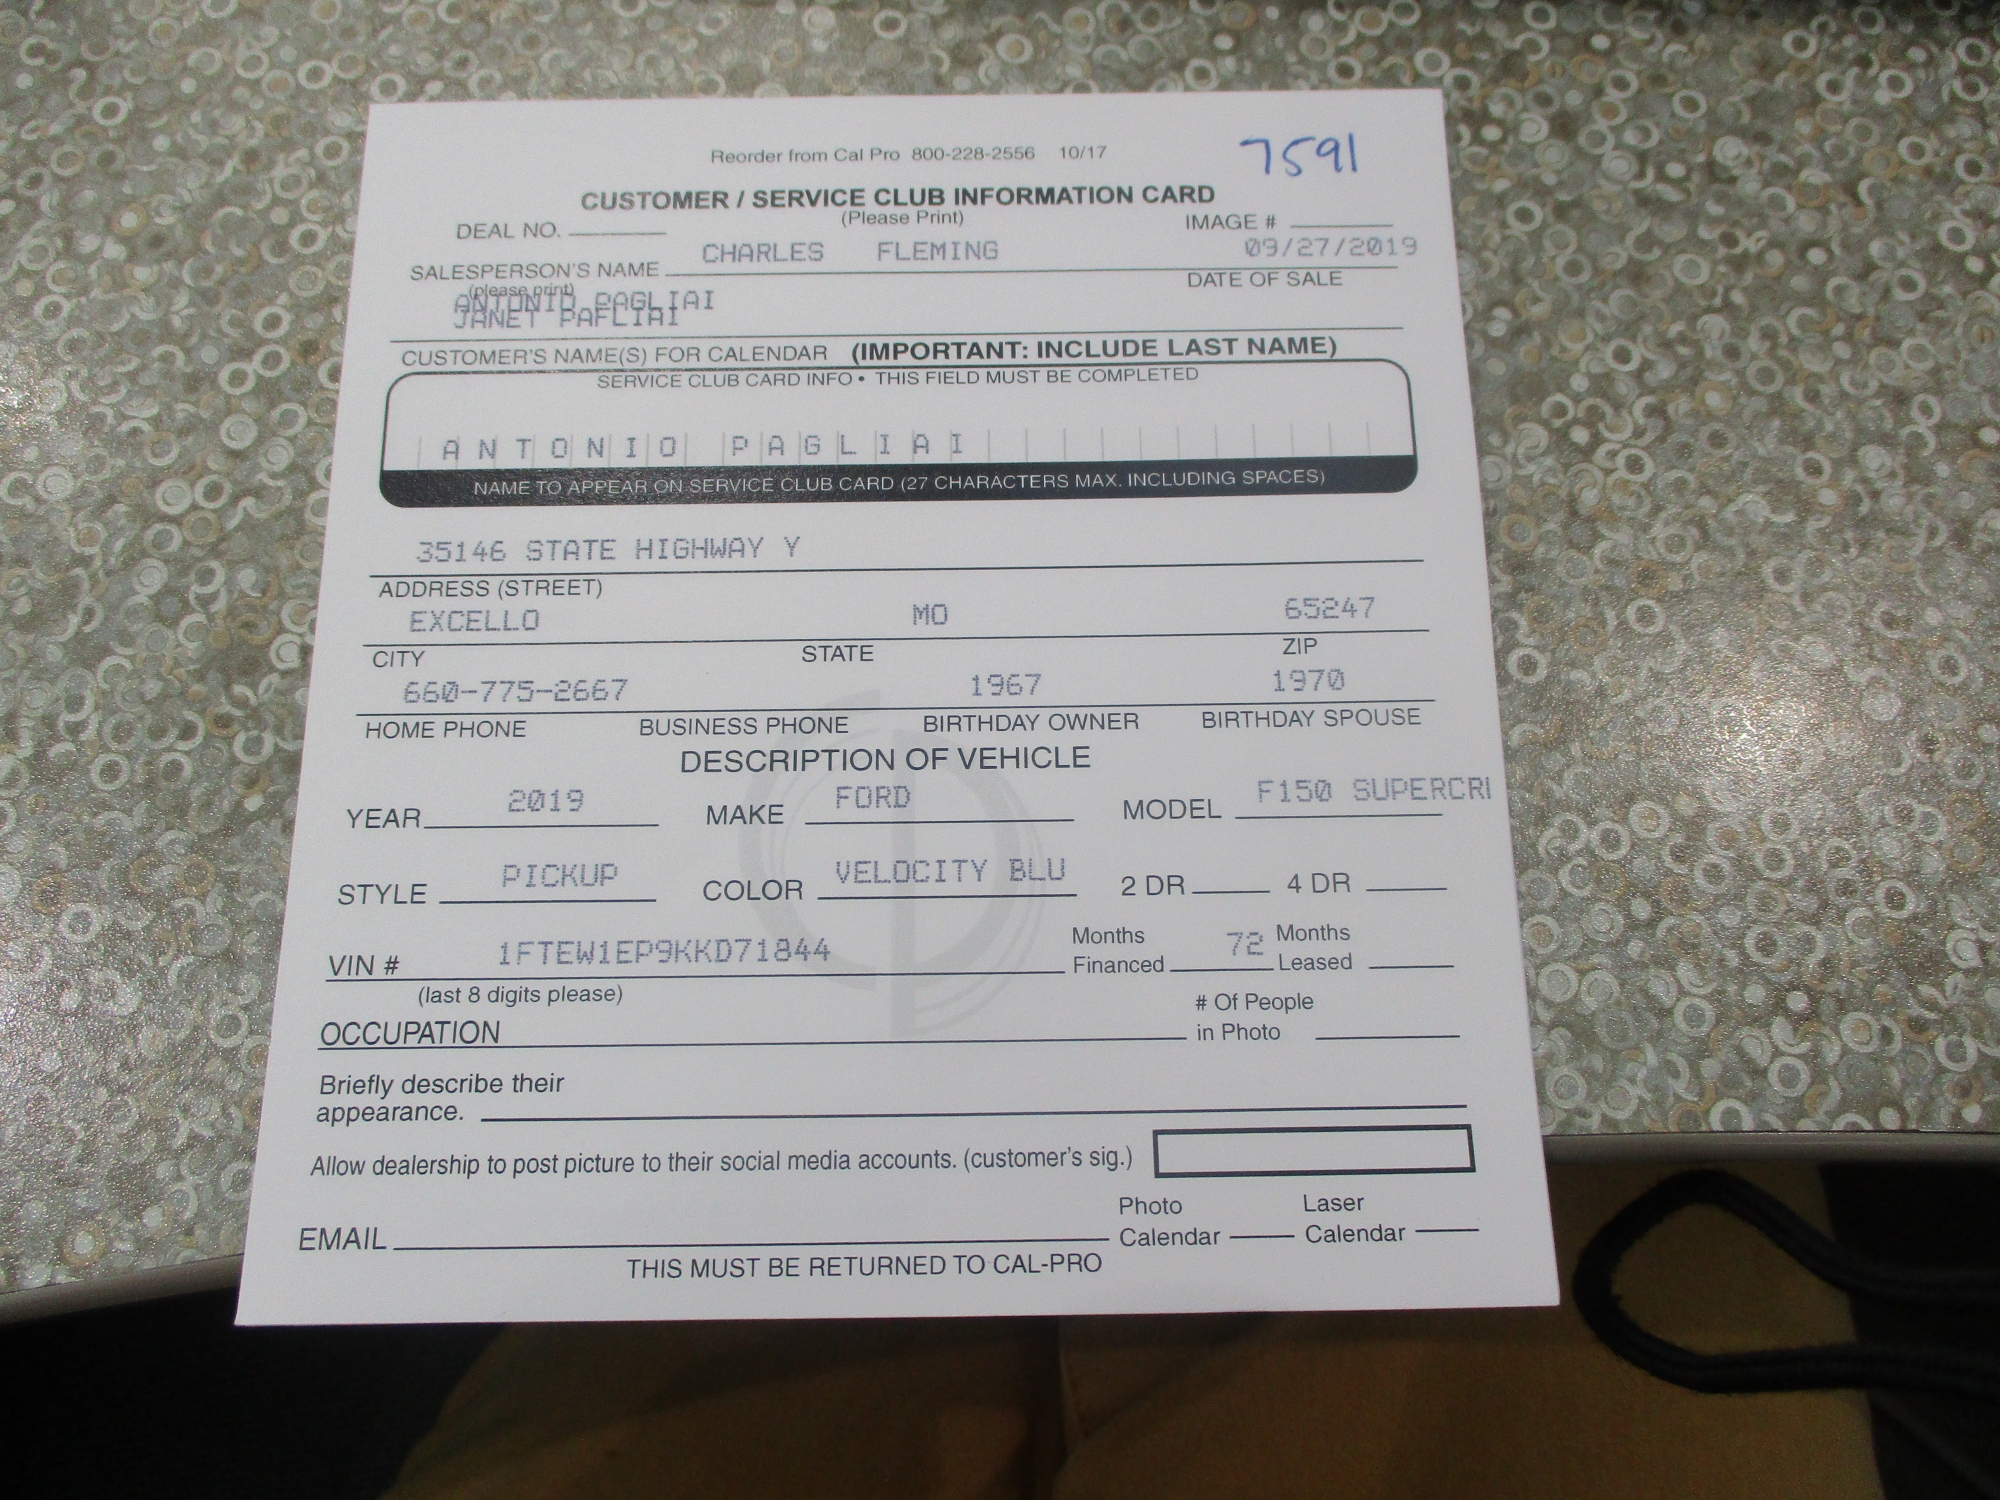 7591
Reorder from Cal Pro 800-228-2556 10/17
CUSTOMER / SERVICE CLUB INFORMATION CARD
(Please Print)
DEAL NO. IMAGE #
CHARLES FLEMING 09/27/2019
SALESPERSON'S NAME DATE OF SALE
(please print)
ANTONIO PAGLIAI
JANET PAFLIAI
CUSTOMER'S NAME(S) FOR CALENDAR (IMPORTANT: INCLUDE LAST NAME)
SERVICE CLUB CARD INFO • THIS FIELD MUST BE COMPLETED
ANTONIO PAGLIAI
NAME TO APPEAR ON SERVICE CLUB CARD (27 CHARACTERS MAX. INCLUDING SPACES)
35146 STATE HIGHWAY Y
ADDRESS (STREET)
EXCELLO MO 65247
CITY STATE ZIP
660-775-2667 1967 1970
HOME PHONE BUSINESS PHONE BIRTHDAY OWNER BIRTHDAY SPOUSE
DESCRIPTION OF VEHICLE
YEAR 2019 MAKE FORD MODEL F150 SUPERCRI
STYLE PICKUP COLOR VELOCITY BLU 2 DR 4 DR
VIN # 1FTEW1EP9KKD71844 Months Financed 72 Months Leased
(last 8 digits please)
OCCUPATION # Of People in Photo
Briefly describe their
appearance.
Allow dealership to post picture to their social media accounts. (customer's sig.)
EMAIL Photo Calendar Laser Calendar
THIS MUST BE RETURNED TO CAL-PRO